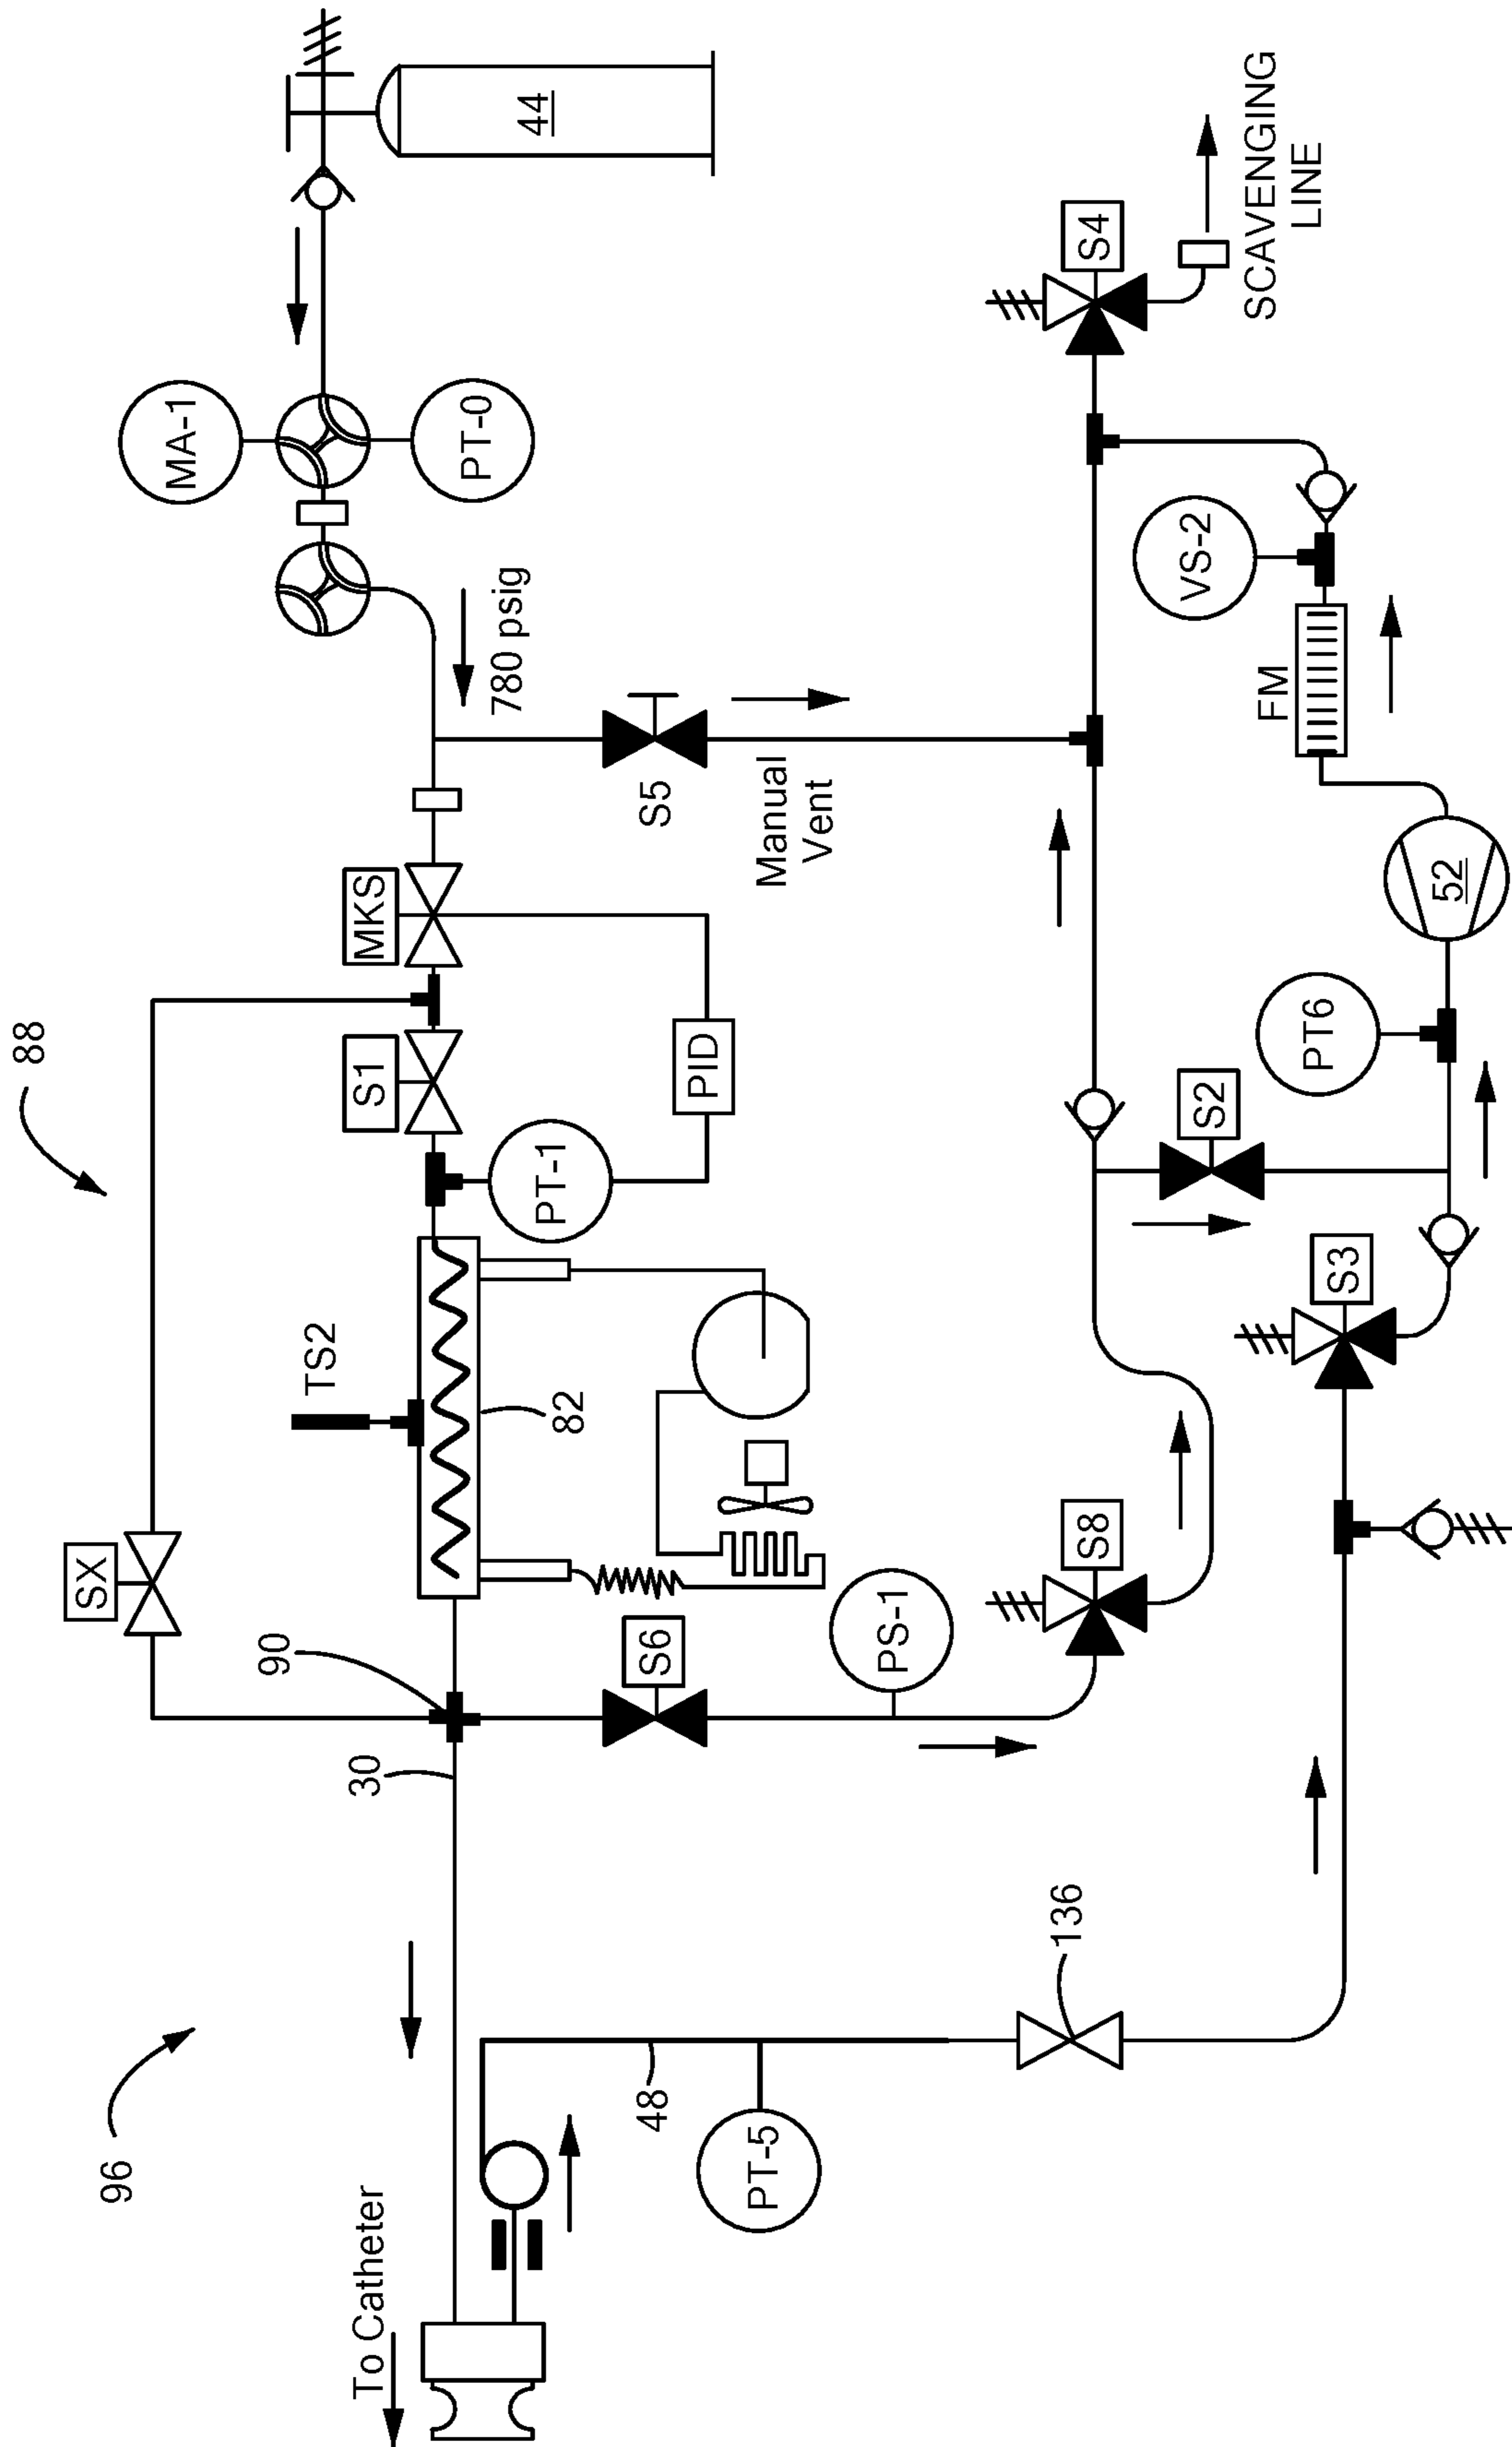 88
96
To Catheter
30
90
SX
TS2
82
S1
MKS
PT-1
PID
MA-1
PT-0
44
780 psig
S5
Manual
Vent
S6
PS-1
S8
48
PT-5
136
S2
S3
PT6
52
FM
VS-2
S4
SCAVENGING
LINE